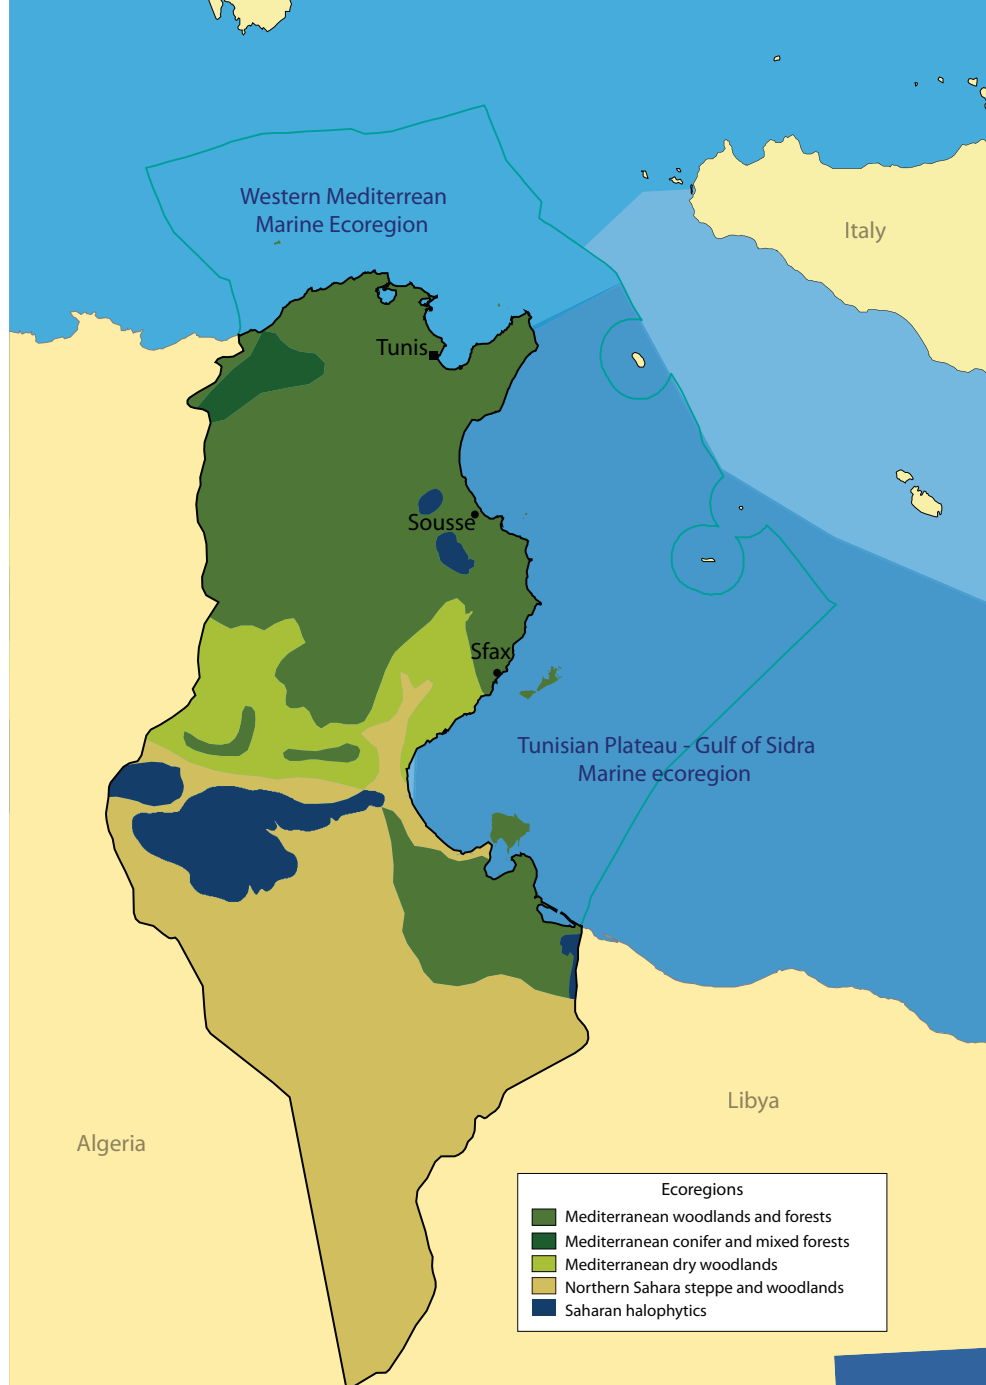 Western Mediterrean
Marine Ecoregion
Italy
Tunis
Sousse
Sfax
Tunisian Plateau - Gulf of Sidra
Marine ecoregion
Libya
Algeria
Ecoregions
Mediterranean woodlands and forests
Mediterranean conifer and mixed forests
Mediterranean dry woodlands
Northern Sahara steppe and woodlands
Saharan halophytics